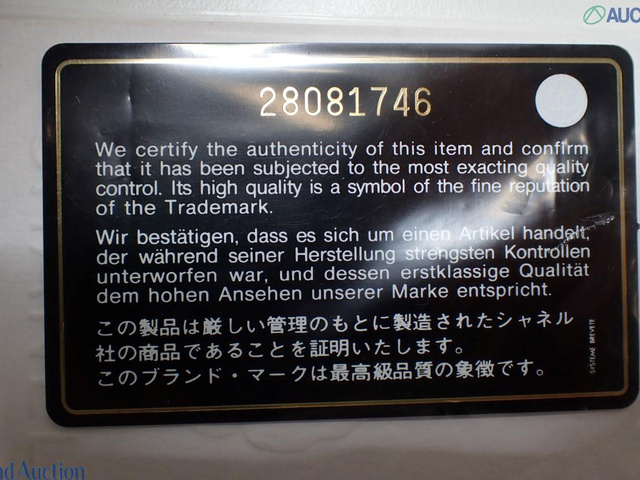 AUC
28081746
We certify the authenticity of this item and confirm
that it has been subjected to the most exacting quality
control. Its high quality is a symbol of the fine reputation
of the Trademark.
Wir bestätigen, dass es sich um einen Artikel handelt,
der während seiner Herstellung strengsten Kontrollen
unterworfen war, und dessen erstklassige Qualität
dem hohen Ansehen unserer Marke entspricht.
この製品は厳しい管理のもとに製造されたシャネル
社の商品であることを証明いたします。
このブランド・マークは最高級品質の象徴です。
SYSTEME BREVETE
nd Auction